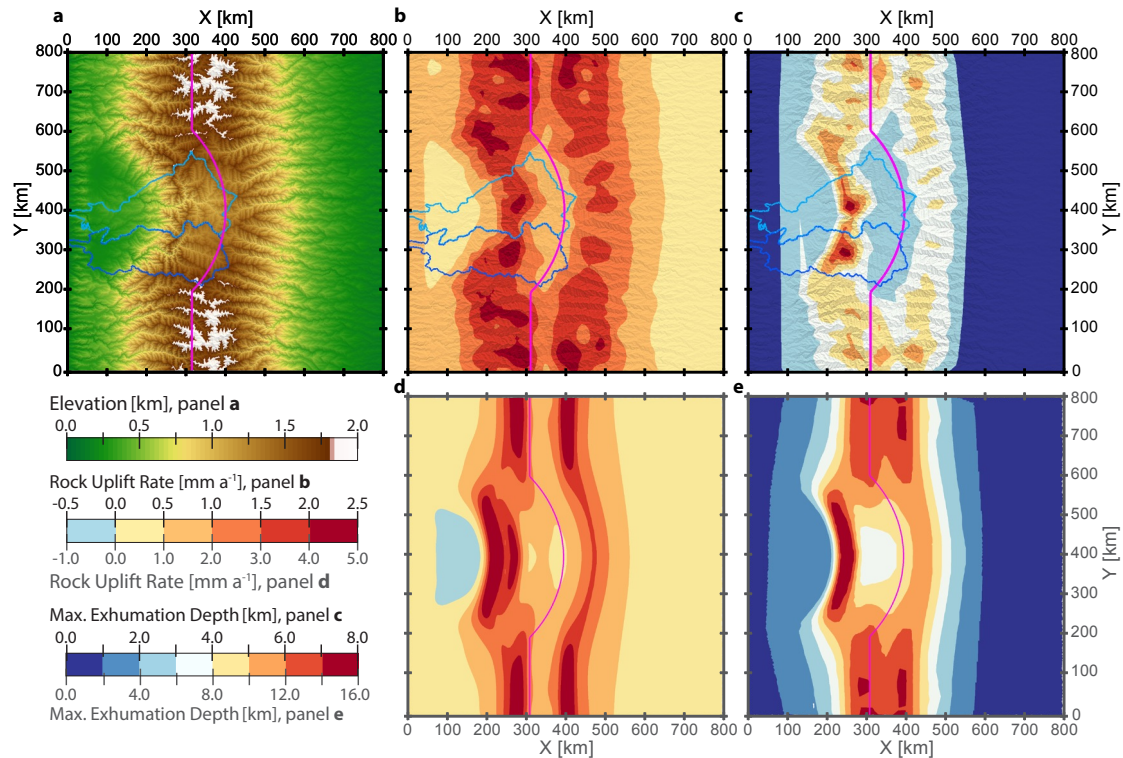 a X [km] b X [km] c X [km]
0 100 200 300 400 500 600 700 800 0 100 200 300 400 500 600 700 800 0 100 200 300 400 500 600 700 800
800 800
700 700
600 600
500 500
Y [km] 400 400 Y [km]
300 300
200 200
100 100
0 0
d e
Elevation [km], panel a
0.0 0.5 1.0 1.5 2.0
Rock Uplift Rate [mm a⁻¹], panel b
-0.5 0.0 0.5 1.0 1.5 2.0 2.5
-1.0 0.0 1.0 2.0 3.0 4.0 5.0
Rock Uplift Rate [mm a⁻¹], panel d
Max. Exhumation Depth [km], panel c
0.0 2.0 4.0 6.0 8.0
0.0 4.0 8.0 12.0 16.0
Max. Exhumation Depth [km], panel e
800
700
600
500
400 Y [km]
300
200
100
0
0 100 200 300 400 500 600 700 800 0 100 200 300 400 500 600 700 800
X [km] X [km]